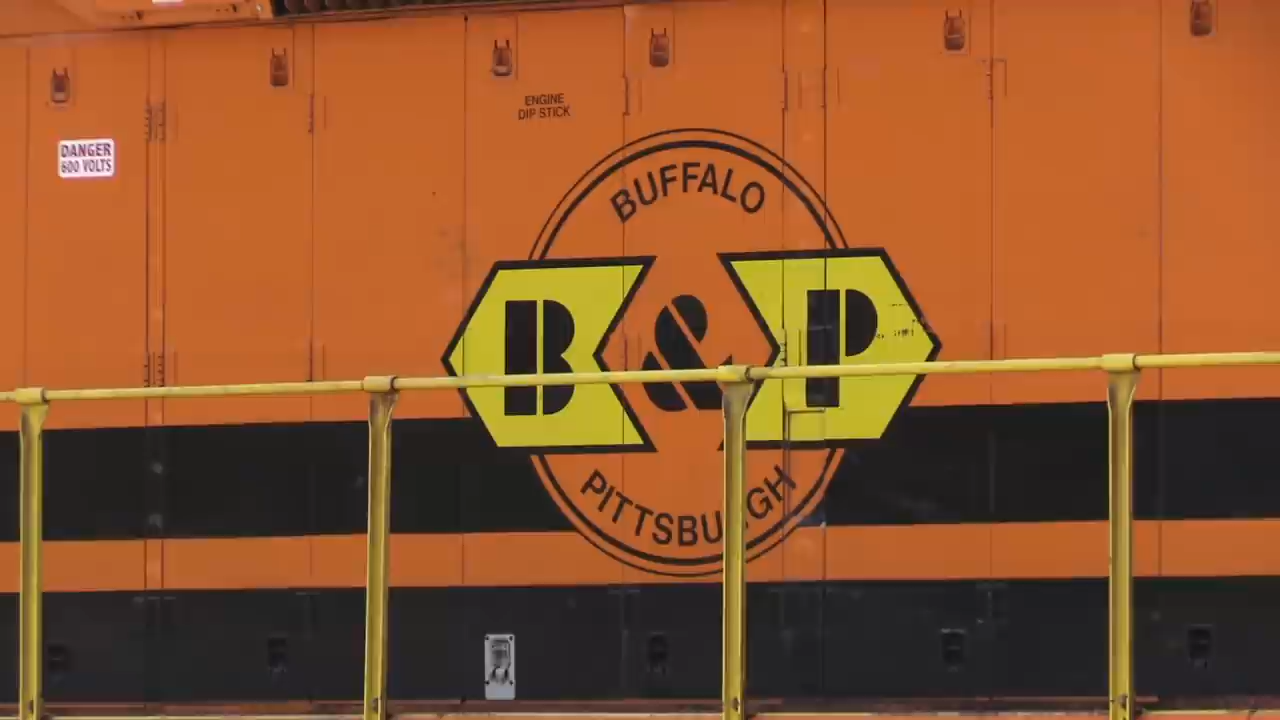 ENGINE
DIP STICK
DANGER
600 VOLTS
BUFFALO
B & P
PITTSBURGH